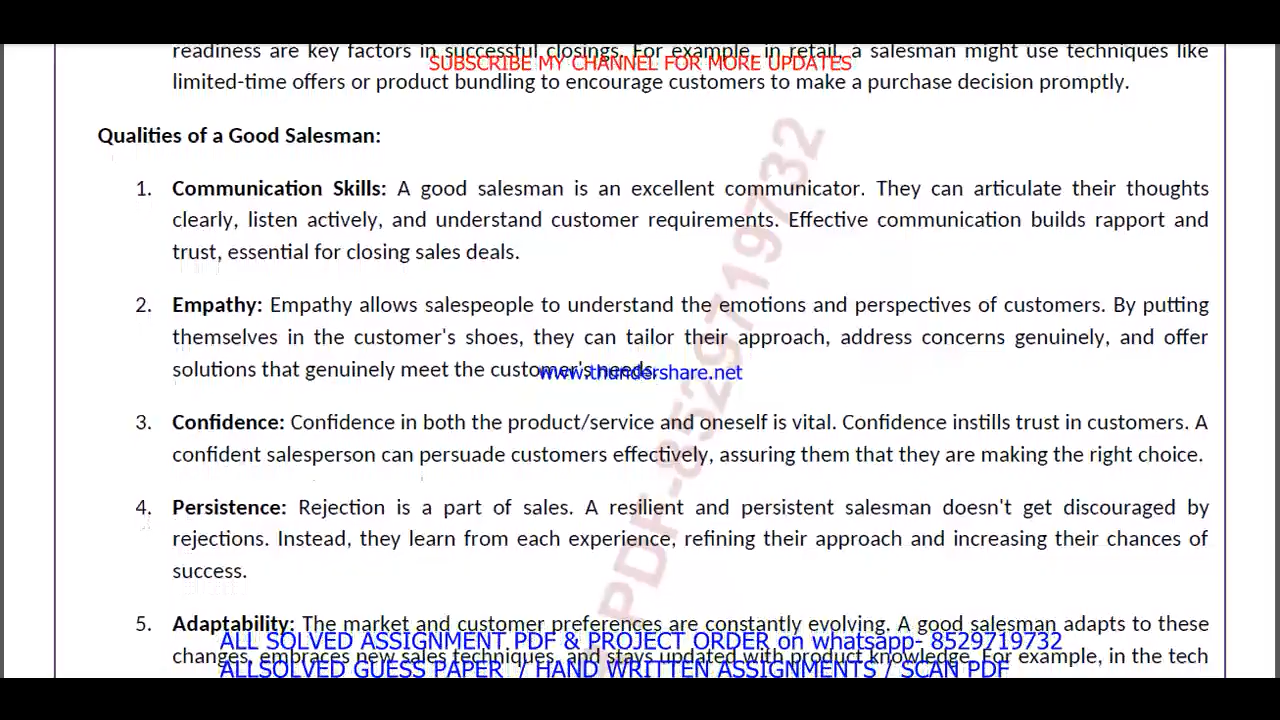 readiness are key factors in successful closings. For example, in retail, a salesman might use techniques like
SUBSCRIBE MY CHANNEL FOR MORE UPDATES
limited-time offers or product bundling to encourage customers to make a purchase decision promptly.
Qualities of a Good Salesman:
1. Communication Skills: A good salesman is an excellent communicator. They can articulate their thoughts
clearly, listen actively, and understand customer requirements. Effective communication builds rapport and
trust, essential for closing sales deals.
2. Empathy: Empathy allows salespeople to understand the emotions and perspectives of customers. By putting
themselves in the customer's shoes, they can tailor their approach, address concerns genuinely, and offer
solutions that genuinely meet the customer's needs.
www.thundershare.net
3. Confidence: Confidence in both the product/service and oneself is vital. Confidence instills trust in customers. A
confident salesperson can persuade customers effectively, assuring them that they are making the right choice.
4. Persistence: Rejection is a part of sales. A resilient and persistent salesman doesn't get discouraged by
rejections. Instead, they learn from each experience, refining their approach and increasing their chances of
success.
5. Adaptability: The market and customer preferences are constantly evolving. A good salesman adapts to these
ALL SOLVED ASSIGNMENT PDF & PROJECT ORDER on whatsapp- 8529719732
changes, embraces new sales techniques, and stays updated with product knowledge. For example, in the tech
ALLSOLVED GUESS PAPER / HAND WRITTEN ASSIGNMENTS / SCAN PDF
PDF-8529719732